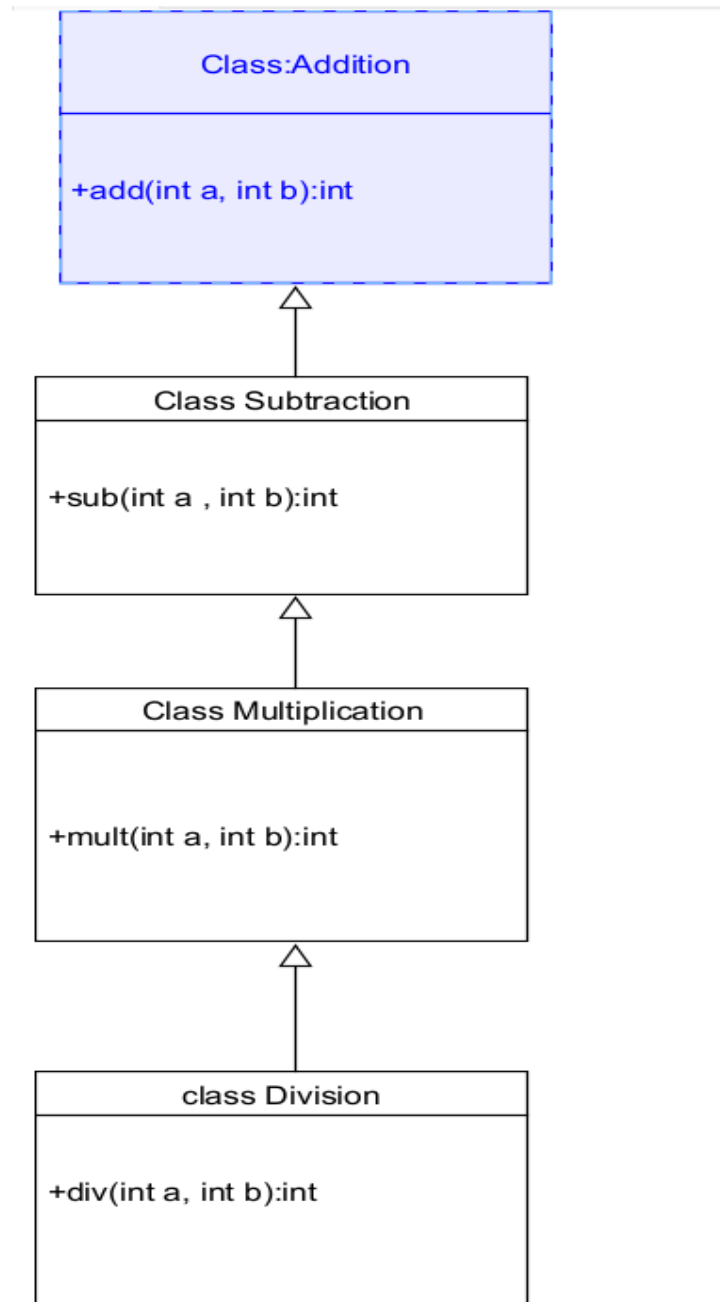 Class:Addition
+add(int a, int b):int
Class Subtraction
+sub(int a , int b):int
Class Multiplication
+mult(int a, int b):int
class Division
+div(int a, int b):int